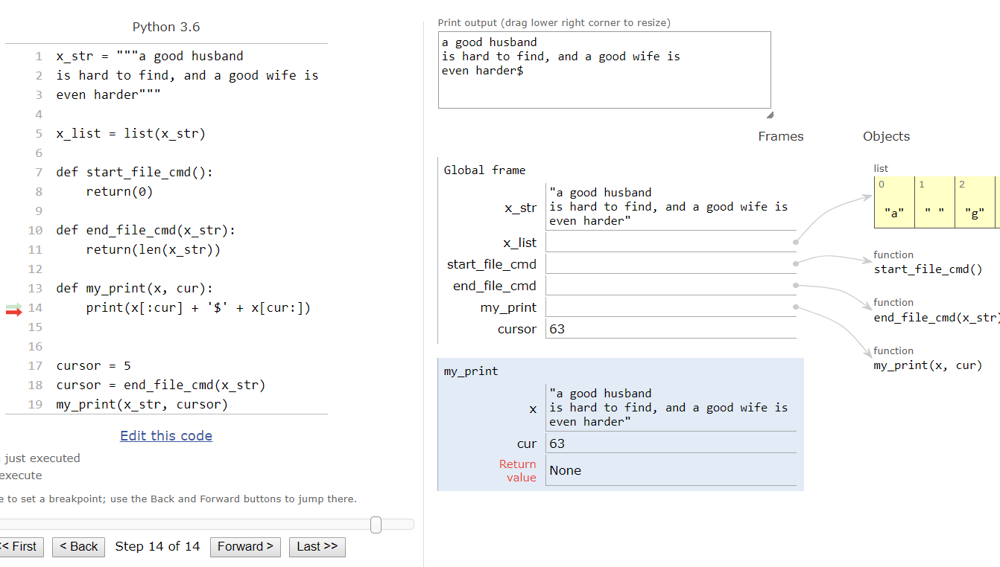 Python 3.6
1 x_str = """a good husband
2 is hard to find, and a good wife is
3 even harder"""
4
5 x_list = list(x_str)
6
7 def start_file_cmd():
8 return(0)
9
10 def end_file_cmd(x_str):
11 return(len(x_str))
12
13 def my_print(x, cur):
14 print(x[:cur] + '$' + x[cur:])
15
16
17 cursor = 5
18 cursor = end_file_cmd(x_str)
19 my_print(x_str, cursor)
Edit this code
just executed
execute
e to set a breakpoint; use the Back and Forward buttons to jump there.
<< First
< Back
Step 14 of 14
Forward >
Last >>
Print output (drag lower right corner to resize)
a good husband
is hard to find, and a good wife is
even harder$
Frames
Objects
Global frame
x_str
"a good husband
is hard to find, and a good wife is
even harder"
x_list
start_file_cmd
end_file_cmd
my_print
cursor 63
my_print
x
"a good husband
is hard to find, and a good wife is
even harder"
cur 63
Return
value
None
list
0 1 2
"a" " " "g"
function
start_file_cmd()
function
end_file_cmd(x_str)
function
my_print(x, cur)